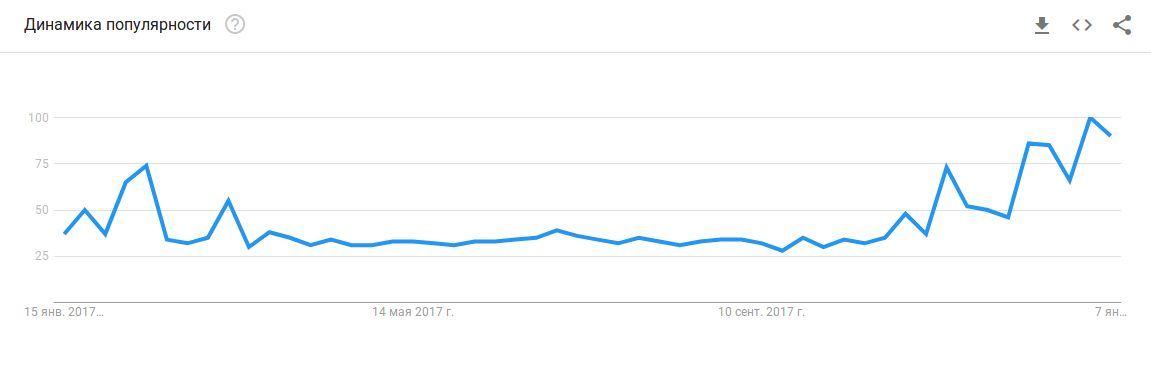 Динамика популярности
100
75
50
25
15 янв. 2017…
14 мая 2017 г.
10 сент. 2017 г.
7 ян…